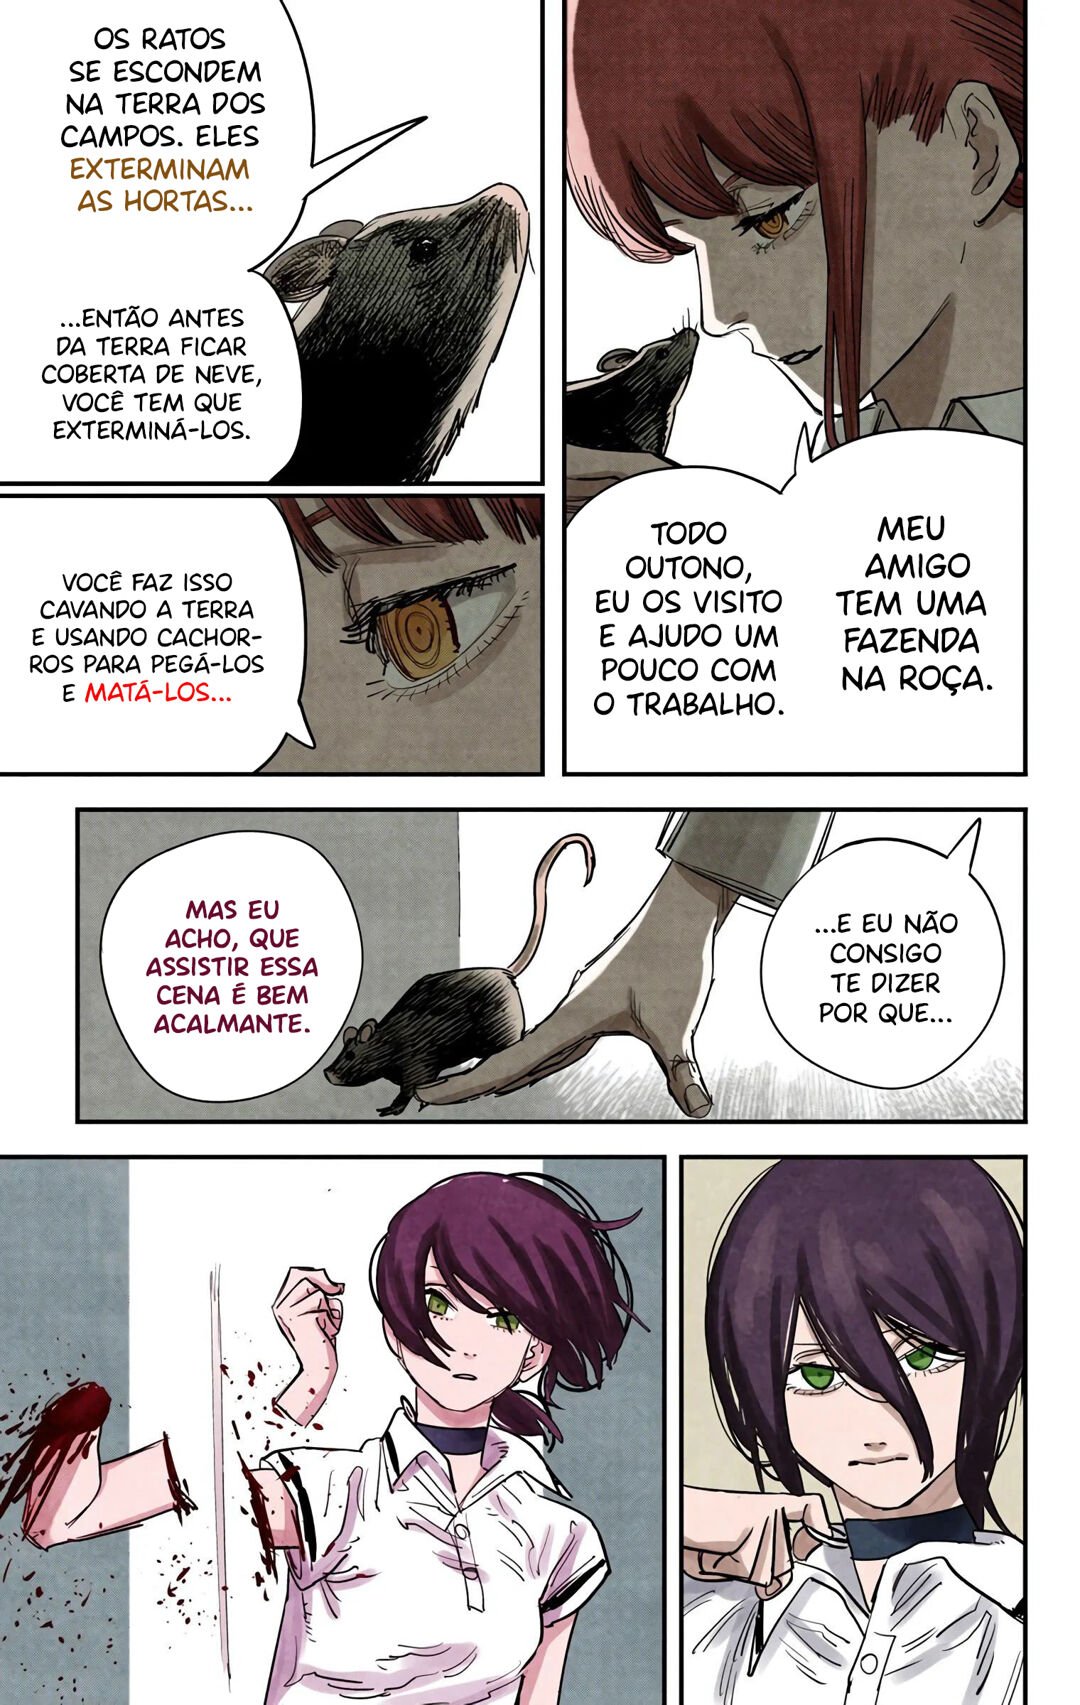 MEU
AMIGO
TEM UMA
FAZENDA
NA ROÇA.
TODO
OUTONO,
EU OS VISITO
E AJUDO UM
POUCO COM
O TRABALHO.
OS RATOS
SE ESCONDEM
NA TERRA DOS
CAMPOS. ELES
EXTERMINAM
AS HORTAS...
...ENTÃO ANTES
DA TERRA FICAR
COBERTA DE NEVE,
VOCÊ TEM QUE
EXTERMINÁ-LOS.
VOCÊ FAZ ISSO
CAVANDO A TERRA
E USANDO CACHOR-
ROS PARA PEGÁ-LOS
E MATÁ-LOS...
...E EU NÃO
CONSIGO
TE DIZER
POR QUE...
MAS EU
ACHO, QUE
ASSISTIR ESSA
CENA É BEM
ACALMANTE.